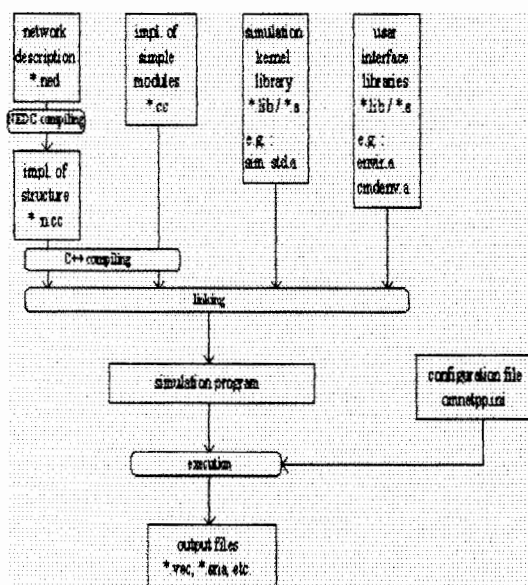 network
description
*.ned
NEDC compiling
impl. of
structure
*n.cc
impl. of
simple
modules
*.cc
C++ compiling
simulation
kernel
library
*.lib / *.a
e.g. :
sim_std.a
user
interface
libraries
*.lib / *.a
e.g. :
envir.a
cmdenv.a
linking
simulation program
configuration file
omnetpp.ini
execution
output files
*.vec, *.sna, etc.